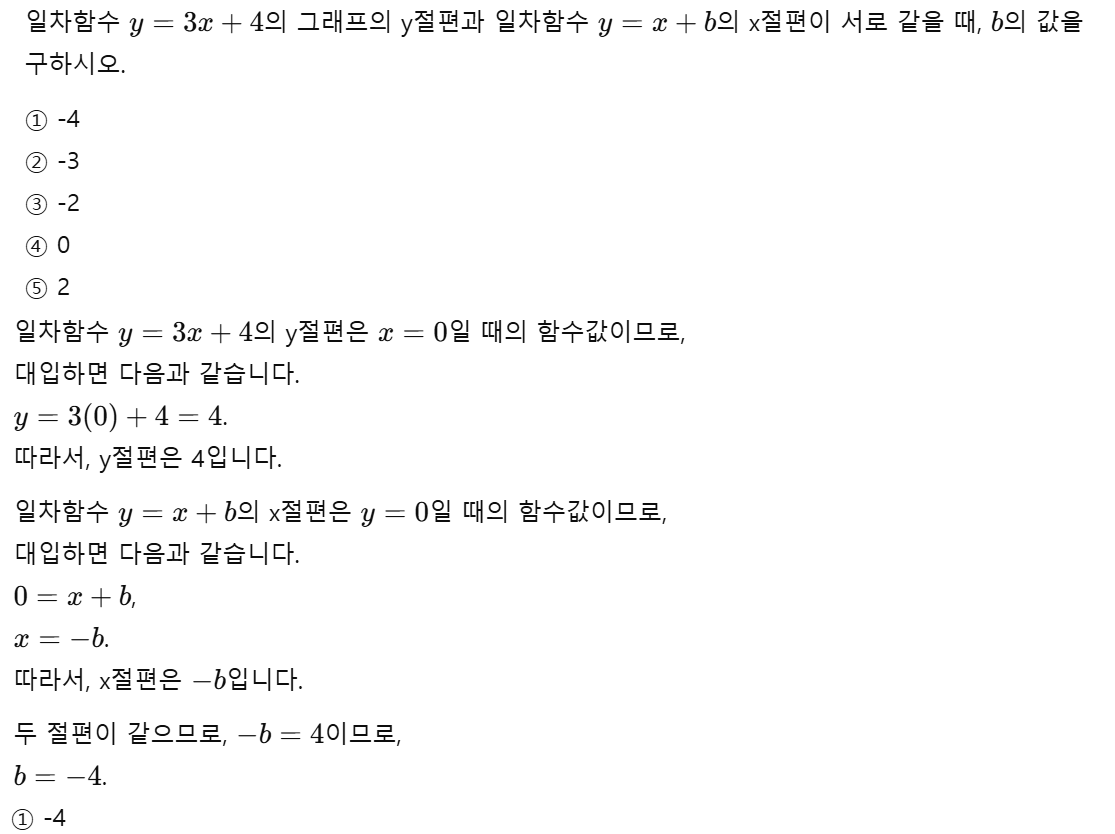 일차함수 y = 3x + 4의 그래프의 y절편과 일차함수 y = x + b의 x절편이 서로 같을 때, b의 값을
구하시오.
① -4
② -3
③ -2
④ 0
⑤ 2
일차함수 y = 3x + 4의 y절편은 x = 0일 때의 함수값이므로,
대입하면 다음과 같습니다.
y = 3(0) + 4 = 4.
따라서, y절편은 4입니다.
일차함수 y = x + b의 x절편은 y = 0일 때의 함수값이므로,
대입하면 다음과 같습니다.
0 = x + b,
x = −b.
따라서, x절편은 −b입니다.
두 절편이 같으므로, −b = 4이므로,
b = −4.
① -4